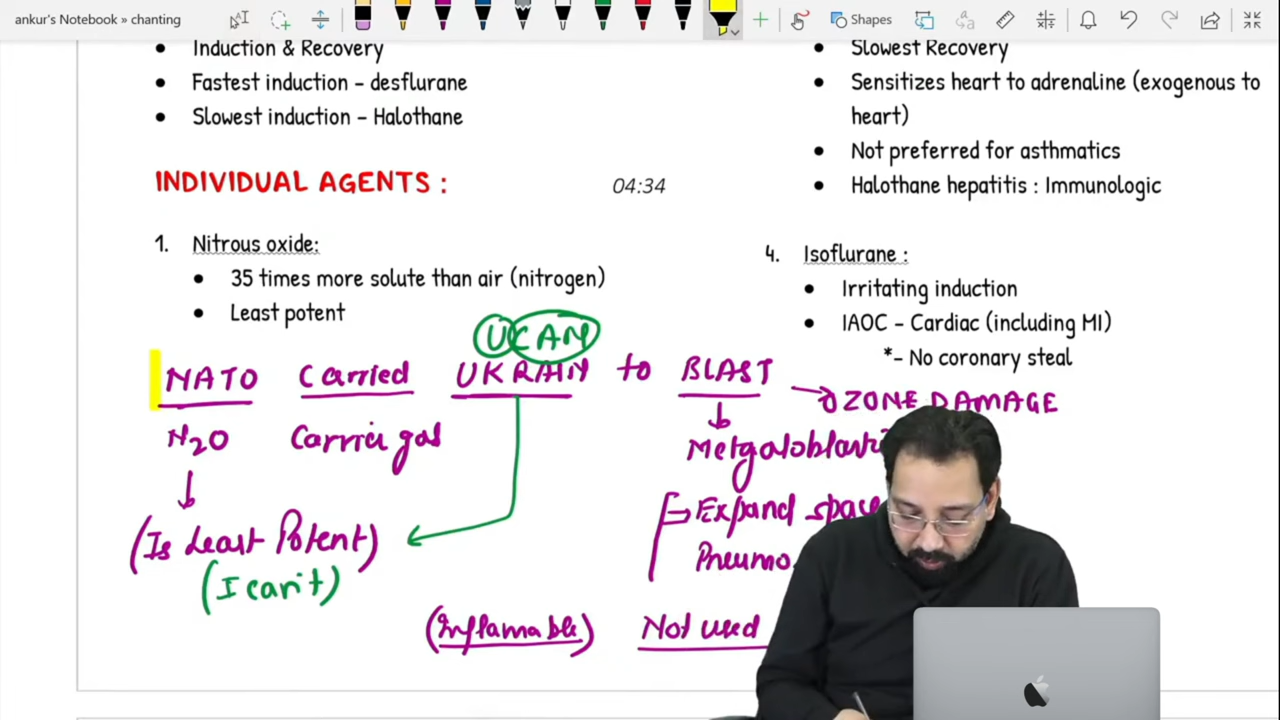 ankur's Notebook » chanting
Shapes
Induction & Recovery
Fastest induction – desflurane
Slowest induction – Halothane
INDIVIDUAL AGENTS :
04:34
1. Nitrous oxide:
35 times more solute than air (nitrogen)
Least potent
UCAN
NATO Carried UKRAIN to BLAST
N2O Carrier gas
(Is Least Potent)
(I can't)
(Inflamable) Not used
Slowest Recovery
Sensitizes heart to adrenaline (exogenous to
heart)
Not preferred for asthmatics
Halothane hepatitis : Immunologic
4. Isoflurane :
Irritating induction
IAOC – Cardiac (including MI)
*- No coronary steal
OZONE DAMAGE
Expand space
Pneumo